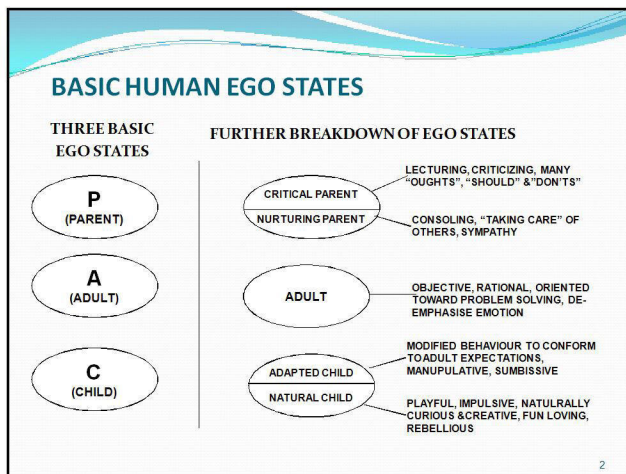 BASIC HUMAN EGO STATES
THREE BASIC
EGO STATES
P
(PARENT)
A
(ADULT)
C
(CHILD)
FURTHER BREAKDOWN OF EGO STATES
CRITICAL PARENT
NURTURING PARENT
LECTURING, CRITICIZING, MANY
"OUGHTS", "SHOULD" &"DON'TS"
CONSOLING, "TAKING CARE" OF
OTHERS, SYMPATHY
ADULT
OBJECTIVE, RATIONAL, ORIENTED
TOWARD PROBLEM SOLVING, DE-
EMPHASISE EMOTION
ADAPTED CHILD
NATURAL CHILD
MODIFIED BEHAVIOUR TO CONFORM
TO ADULT EXPECTATIONS,
MANUPULATIVE, SUMBISSIVE
PLAYFUL, IMPULSIVE, NATULRALLY
CURIOUS &CREATIVE, FUN LOVING,
REBELLIOUS
2